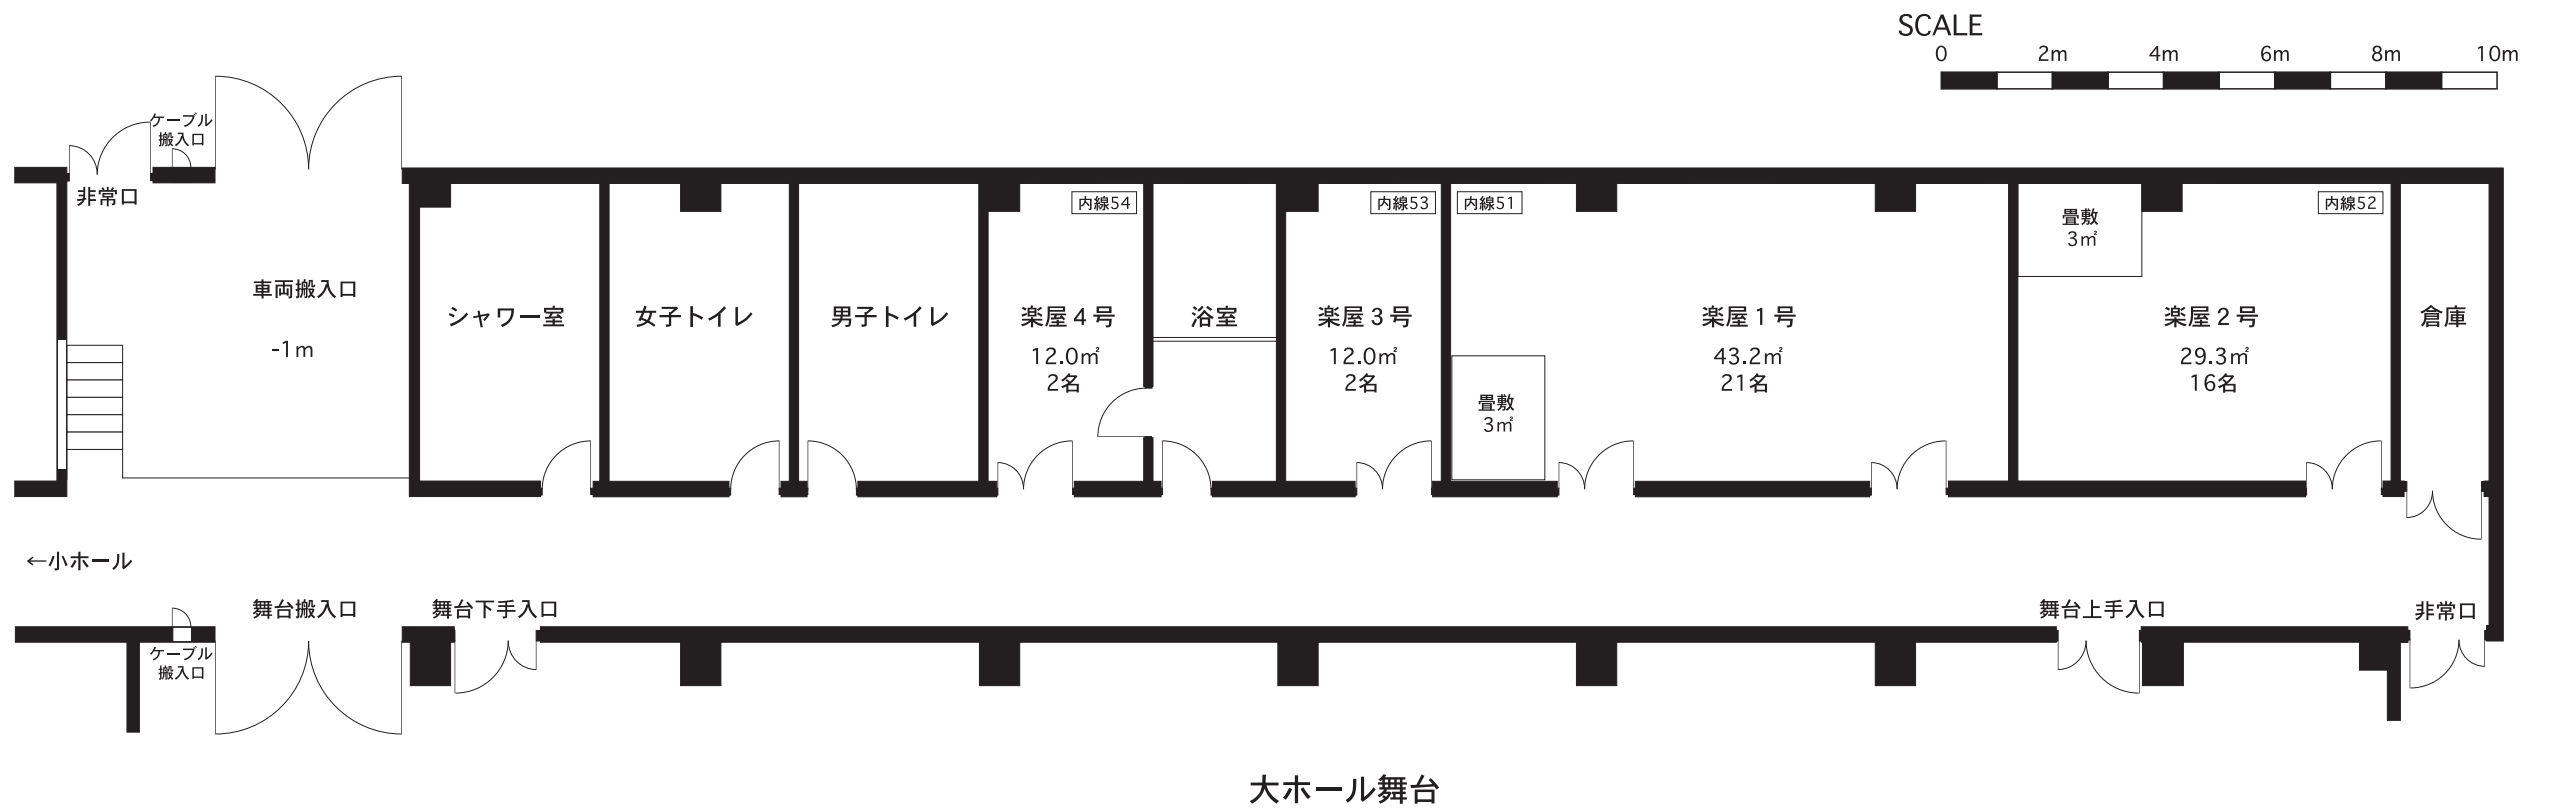 SCALE
0 2m 4m 6m 8m 10m
ケーブル
搬入口
非常口
車両搬入口
-1m
シャワー室
女子トイレ
男子トイレ
内線54
楽屋4号
12.0㎡
2名
浴室
内線53
楽屋3号
12.0㎡
2名
内線51
楽屋1号
43.2㎡
21名
畳敷
3㎡
畳敷
3㎡
内線52
楽屋2号
29.3㎡
16名
倉庫
←小ホール
舞台搬入口
舞台下手入口
舞台上手入口
非常口
ケーブル
搬入口
大ホール舞台